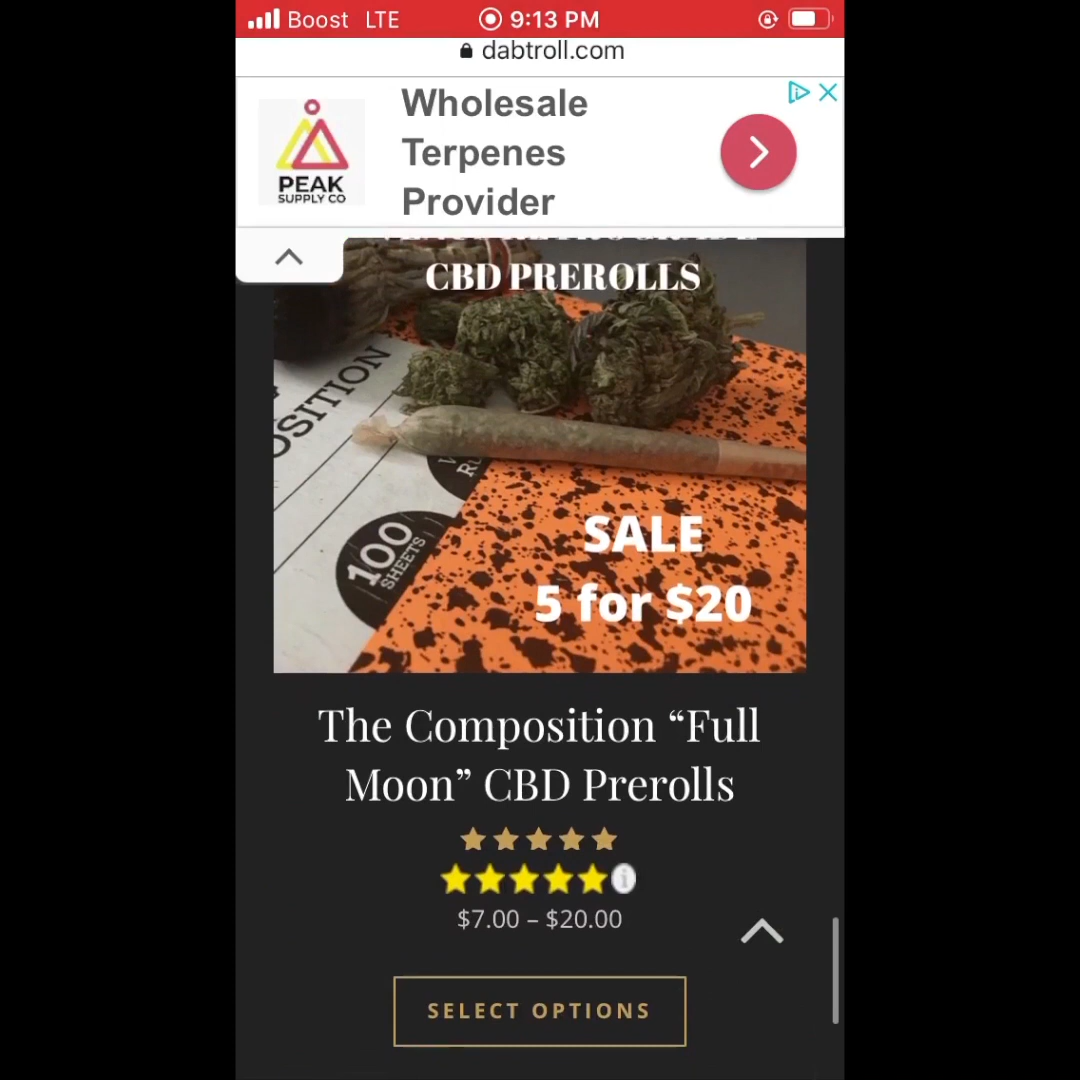 Boost LTE 9:13 PM
dabtroll.com
Wholesale
Terpenes
Provider
PEAK
SUPPLY CO
CBD PREROLLS
OSITION
100
SHEETS
SALE
5 for $20
The Composition “Full
Moon” CBD Prerolls
$7.00 – $20.00
SELECT OPTIONS